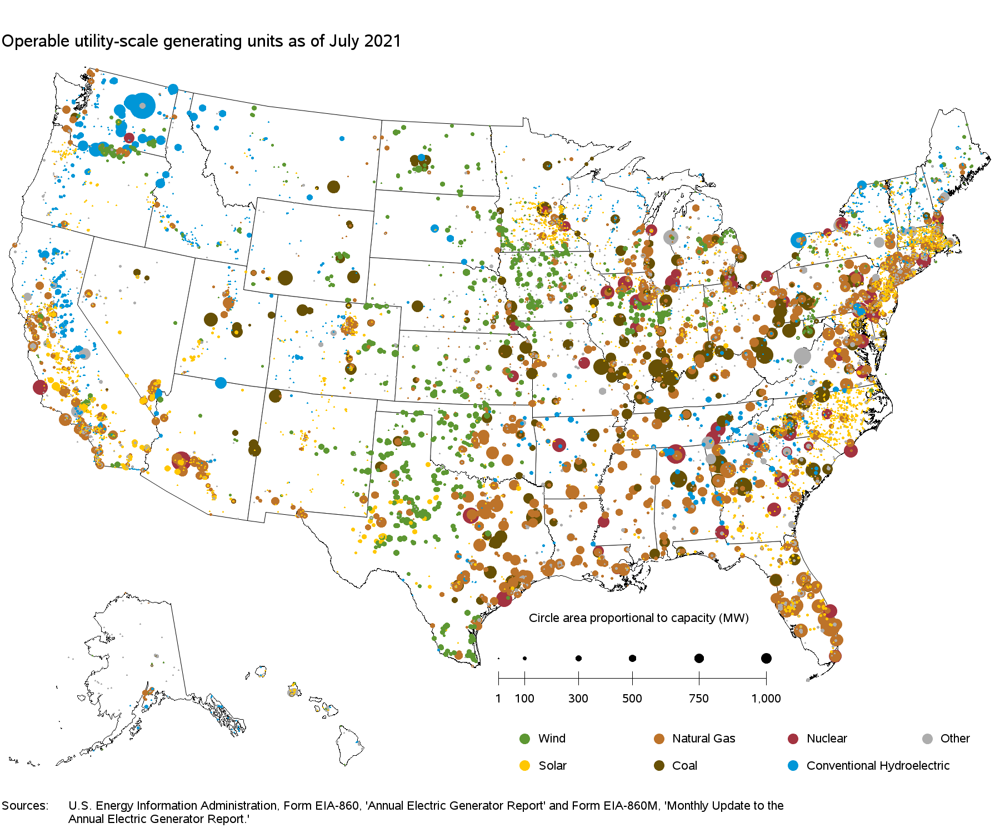 Operable utility-scale generating units as of July 2021
Circle area proportional to capacity (MW)
1 100 300 500 750 1,000
Wind Natural Gas Nuclear Other
Solar Coal Conventional Hydroelectric
Sources: U.S. Energy Information Administration, Form EIA-860, 'Annual Electric Generator Report' and Form EIA-860M, 'Monthly Update to the
Annual Electric Generator Report.'